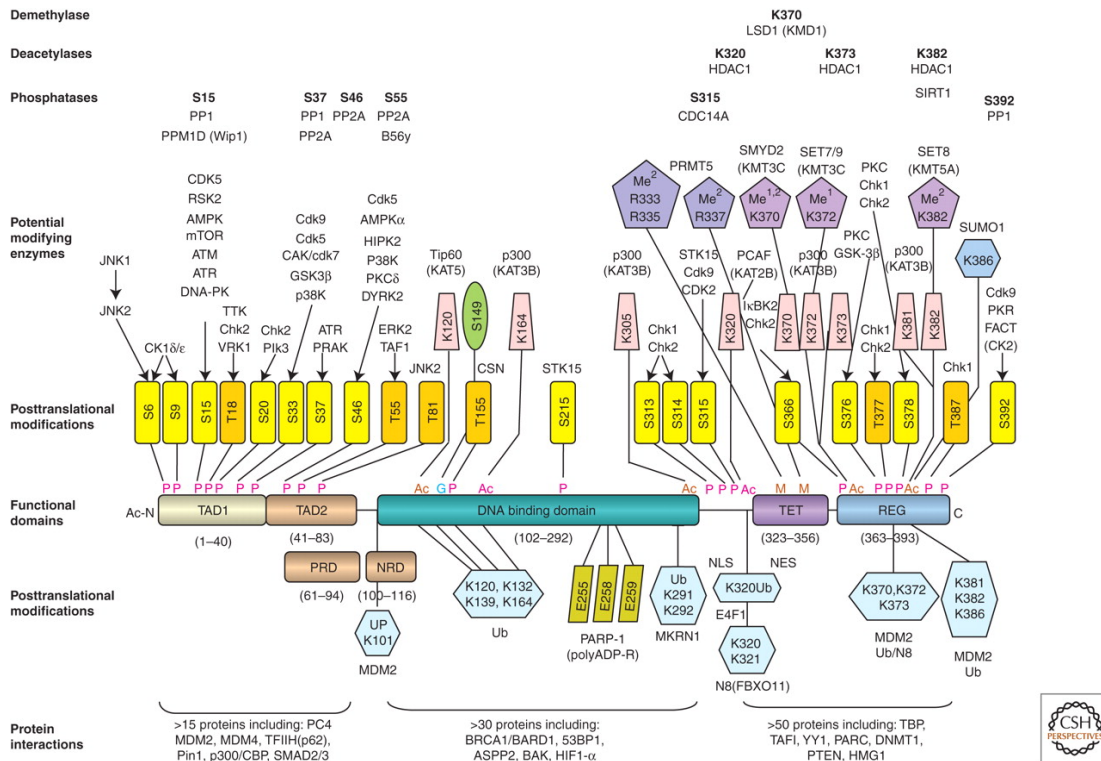 Demethylase
K370
LSD1 (KMD1)
Deacetylases
K320
HDAC1
K373
HDAC1
K382
HDAC1
SIRT1
Phosphatases
S15
PP1
PPM1D (Wip1)
S37
PP1
PP2A
S46
PP2A
S55
PP2A
B56y
S315
CDC14A
S392
PP1
Potential
modifying
enzymes
JNK1
JNK2
CK1δ/ε
CDK5
RSK2
AMPK
mTOR
ATM
ATR
DNA-PK
TTK
Chk2
VRK1
Chk2
Plk3
Cdk9
Cdk5
CAK/cdk7
GSK3β
p38K
ATR
PRAK
Cdk5
AMPKα
HIPK2
P38K
PKCδ
DYRK2
ERK2
TAF1
JNK2
Tip60
(KAT5)
K120
S149
CSN
p300
(KAT3B)
K164
STK15
p300
(KAT3B)
K305
Chk1
Chk2
Me2
R333
R335
PRMT5
Me2
R337
STK15
Cdk9
CDK2
K320
PCAF
(KAT2B)
SMYD2
(KMT3C)
Me1,2
K370
IκBK2
Chk2
K370
SET7/9
(KMT3C)
Me1
K372
p300
(KAT3B)
K372
K373
PKC
Chk1
Chk2
PKC
GSK-3β
Chk1
Chk2
p300
(KAT3B)
K381
K382
SET8
(KMT5A)
Me2
K382
SUMO1
K386
Chk1
Cdk9
PKR
FACT
(CK2)
Posttranslational
modifications
S6
S9
S15
T18
S20
S33
S37
S46
T55
T81
T155
S215
S313
S314
S315
S366
S376
T377
S378
T387
S392
P P P P P P P P P P Ac G P Ac P Ac P P P Ac M M P Ac P P P Ac P P
Functional
domains
Ac-N
TAD1
TAD2
DNA binding domain
TET
REG
C
(1–40)
(41–83)
(102–292)
(323–356)
(363–393)
PRD
NRD
(61–94)
(100–116)
Posttranslational
modifications
UP
K101
MDM2
K120, K132
K139, K164
Ub
E255
E258
E259
PARP-1
(polyADP-R)
Ub
K291
K292
MKRN1
NLS
NES
K320Ub
E4F1
K320
K321
N8(FBXO11)
K370,K372
K373
MDM2
Ub/N8
K381
K382
K386
MDM2
Ub
Protein
interactions
>15 proteins including: PC4
MDM2, MDM4, TFIIH(p62),
Pin1, p300/CBP, SMAD2/3
>30 proteins including:
BRCA1/BARD1, 53BP1,
ASPP2, BAK, HIF1-α
>50 proteins including: TBP,
TAFI, YY1, PARC, DNMT1,
PTEN, HMG1
CSH
PERSPECTIVES